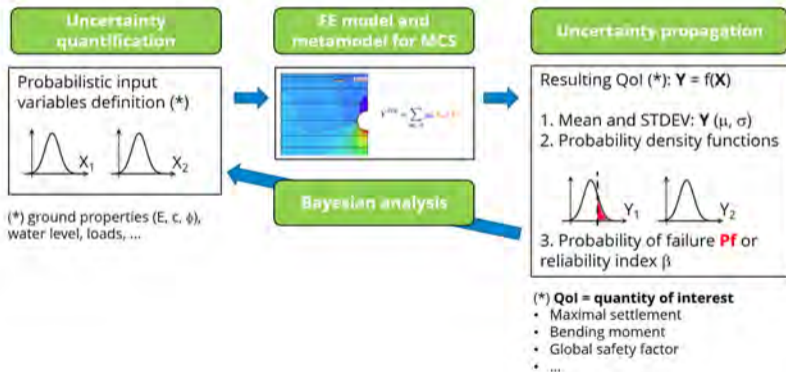 Uncertainty
quantification
Probabilistic input
variables definition (*)
X₁
X₂
(*) ground properties (E, c, ϕ),
water level, loads, ...
FE model and
metamodel for MCS
Bayesian analysis
Uncertainty propagation
Resulting QoI (*): Y = f(X)
1. Mean and STDEV: Y (μ, σ)
2. Probability density functions
Y₁
Y₂
3. Probability of failure Pf or
reliability index β
(*) QoI = quantity of interest
• Maximal settlement
• Bending moment
• Global safety factor
• ...